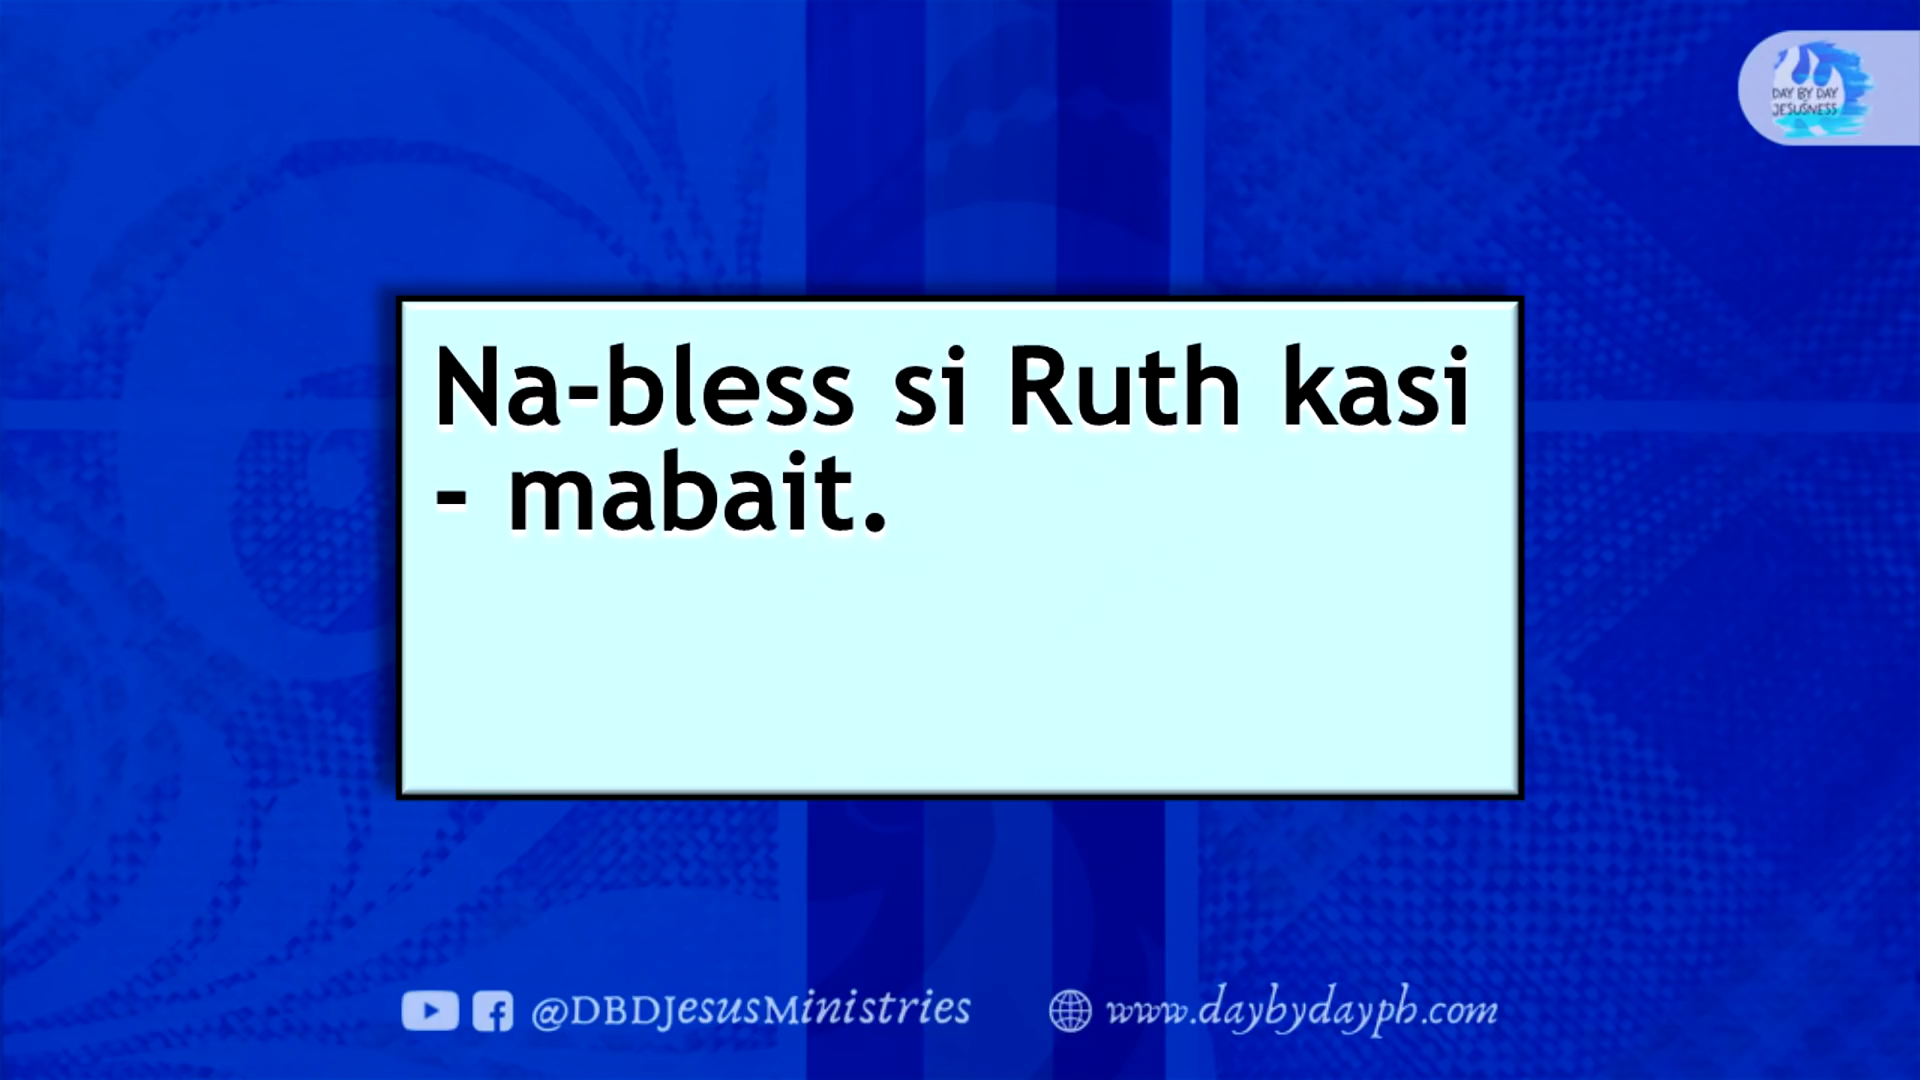 DAY BY DAY
JESUSNESS
Na-bless si Ruth kasi
- mabait.
@DBDJesusMinistries
www.daybydayph.com